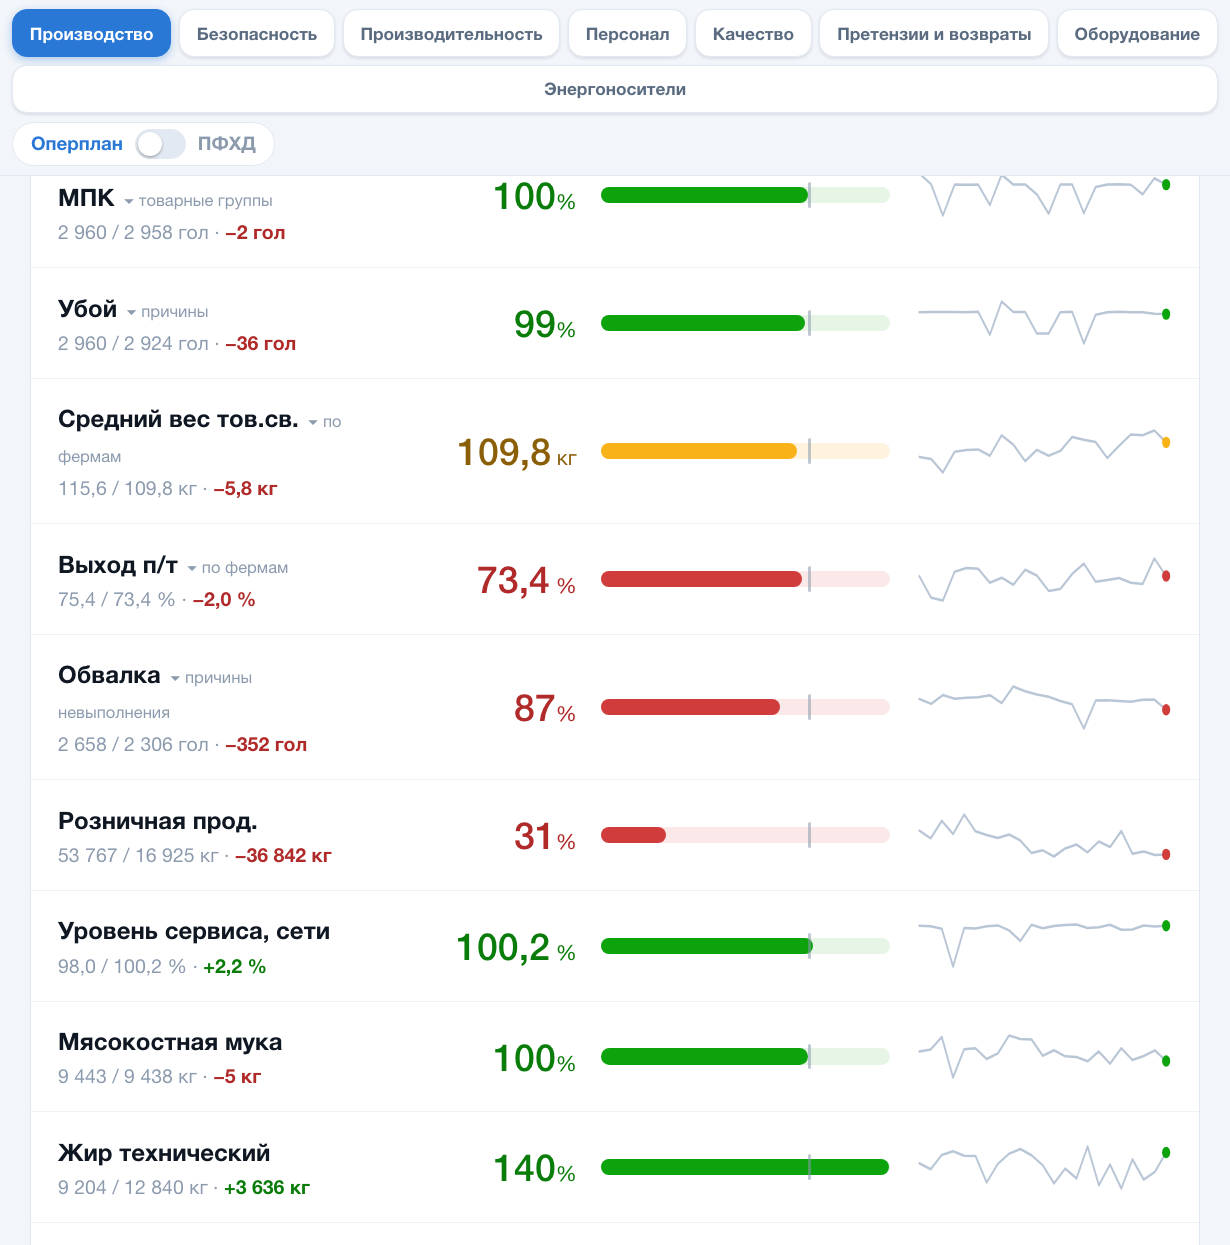 Производство
Безопасность
Производительность
Персонал
Качество
Претензии и возвраты
Оборудование
Энергоносители
Оперплан
ПФХД
МПК товарные группы
2 960 / 2 958 гол · −2 гол
100%
Убой причины
2 960 / 2 924 гол · −36 гол
99%
Средний вес тов.св. по
фермам
115,6 / 109,8 кг · −5,8 кг
109,8 кг
Выход п/т по фермам
75,4 / 73,4 % · −2,0 %
73,4 %
Обвалка причины
невыполнения
2 658 / 2 306 гол · −352 гол
87%
Розничная прод.
53 767 / 16 925 кг · −36 842 кг
31%
Уровень сервиса, сети
98,0 / 100,2 % · +2,2 %
100,2 %
Мясокостная мука
9 443 / 9 438 кг · −5 кг
100%
Жир технический
9 204 / 12 840 кг · +3 636 кг
140%